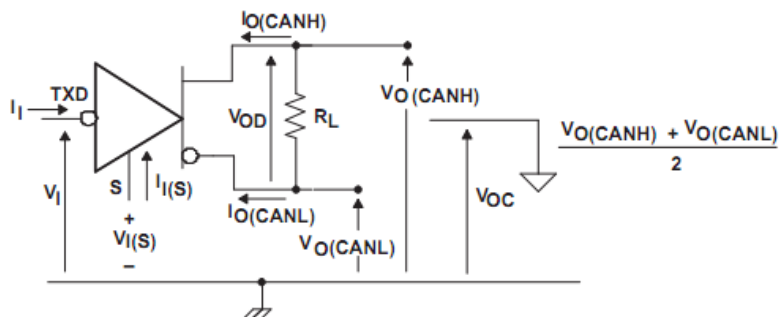 IO(CANH)
TXD
II
VOD
RL
VO(CANH)
VO(CANH) + VO(CANL)
2
VI
S
II(S)
+
VI(S)
–
IO(CANL)
VO(CANL)
VOC